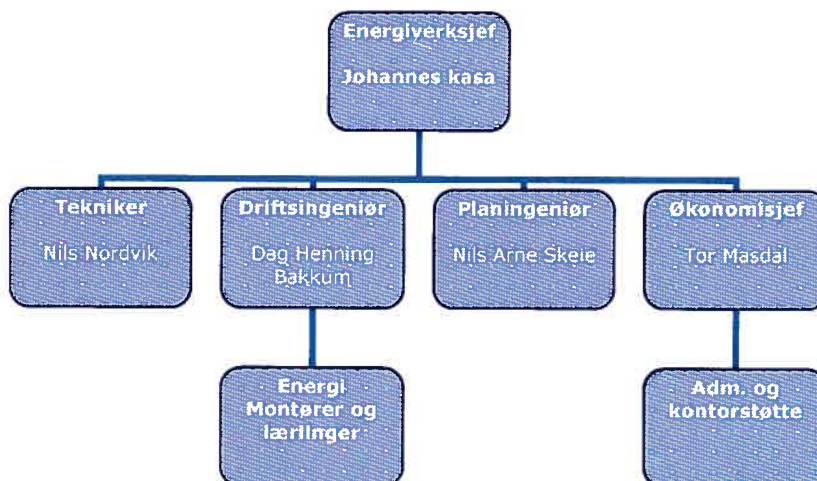 Energiverksjef
Johannes kasa
Tekniker
Nils Nordvik
Driftsingeniør
Dag Henning
Bakkum
Planingeniør
Nils Arne Skeie
Økonomisjef
Tor Masdal
Energi
Montører og
lærlinger
Adm. og
kontorstøtte